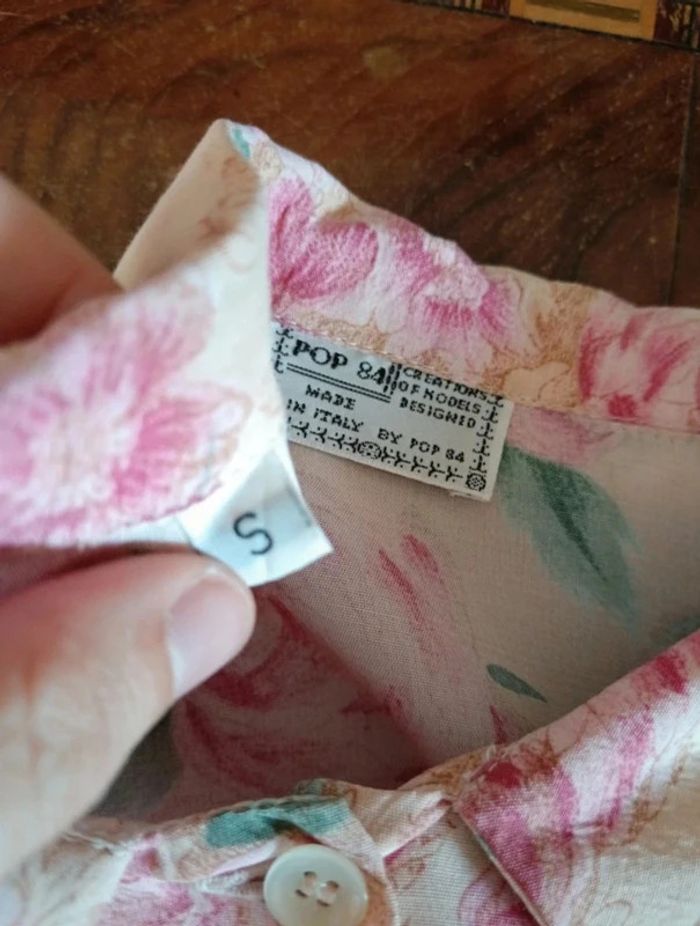 POP 84
MADE
IN ITALY
CREATIONS
OF MODELS
DESIGNED
BY POP 84
S